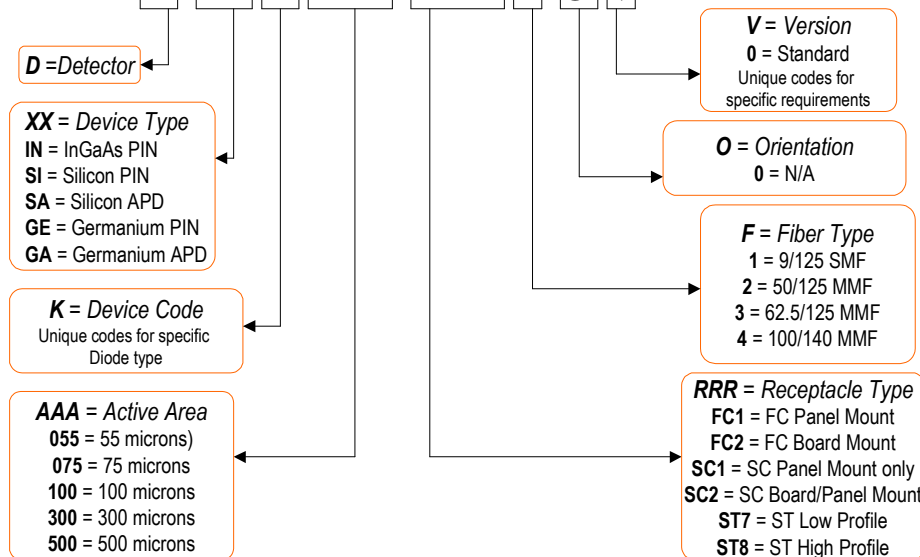 D =Detector
XX = Device Type
IN = InGaAs PIN
SI = Silicon PIN
SA = Silicon APD
GE = Germanium PIN
GA = Germanium APD
K = Device Code
Unique codes for specific
Diode type
AAA = Active Area
055 = 55 microns)
075 = 75 microns
100 = 100 microns
300 = 300 microns
500 = 500 microns
V = Version
0 = Standard
Unique codes for
specific requirements
O = Orientation
0 = N/A
F = Fiber Type
1 = 9/125 SMF
2 = 50/125 MMF
3 = 62.5/125 MMF
4 = 100/140 MMF
RRR = Receptacle Type
FC1 = FC Panel Mount
FC2 = FC Board Mount
SC1 = SC Panel Mount only
SC2 = SC Board/Panel Mount
ST7 = ST Low Profile
ST8 = ST High Profile